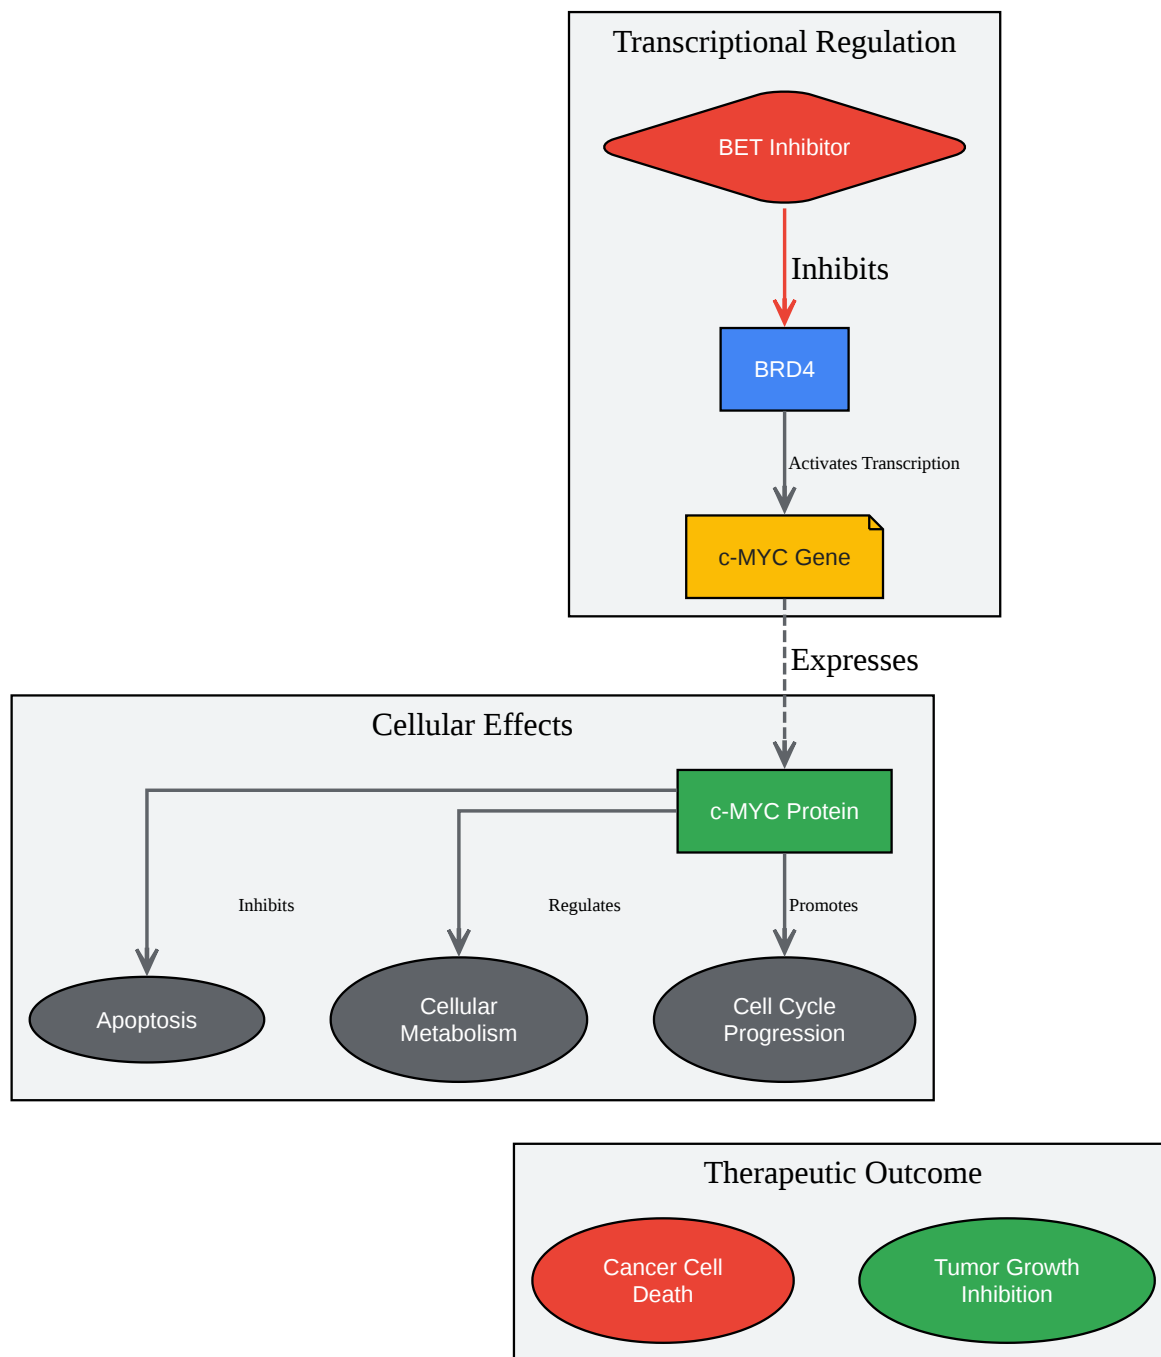 Transcriptional Regulation
BET Inhibitor
Inhibits
BRD4
Activates Transcription
c-MYC Gene
Expresses
Cellular Effects
c-MYC Protein
Inhibits
Regulates
Promotes
Apoptosis
Cellular
Metabolism
Cell Cycle
Progression
Therapeutic Outcome
Cancer Cell
Death
Tumor Growth
Inhibition